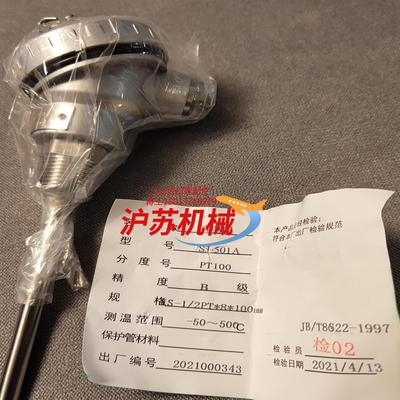 沪苏机械
型 号 ST-501A
分 度 号 PT100
精 度 B 级
规 格 S-1/2PT*8*100mm
测温范围 -50~500℃
保护管材料
出厂编号 2021000343
本产品经检验;
符合本厂出厂检验规范
JB/T8622-1997
检 验 员 检02
检验日期 2021/4/13